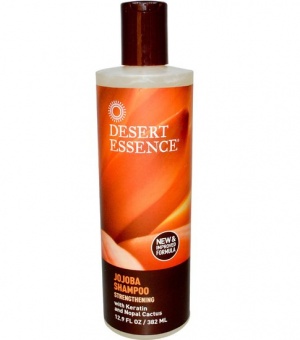 DESERT
ESSENCE®
NEW &
IMPROVED
FORMULA
JOJOBA
SHAMPOO
STRENGTHENING
with Keratin
and Nopal Cactus
12.9 FL OZ / 382 ML